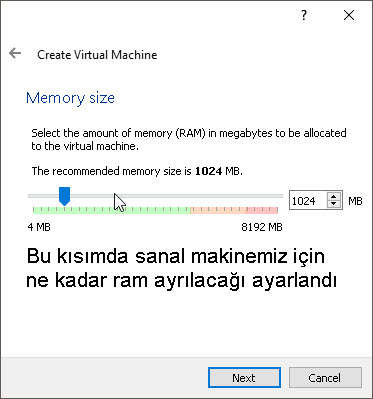 ?
Create Virtual Machine
Memory size
Select the amount of memory (RAM) in megabytes to be allocated
to the virtual machine.
The recommended memory size is 1024 MB.
1024 MB
4 MB 8192 MB
Bu kısımda sanal makinemiz için
ne kadar ram ayrılacağı ayarlandı
Next Cancel